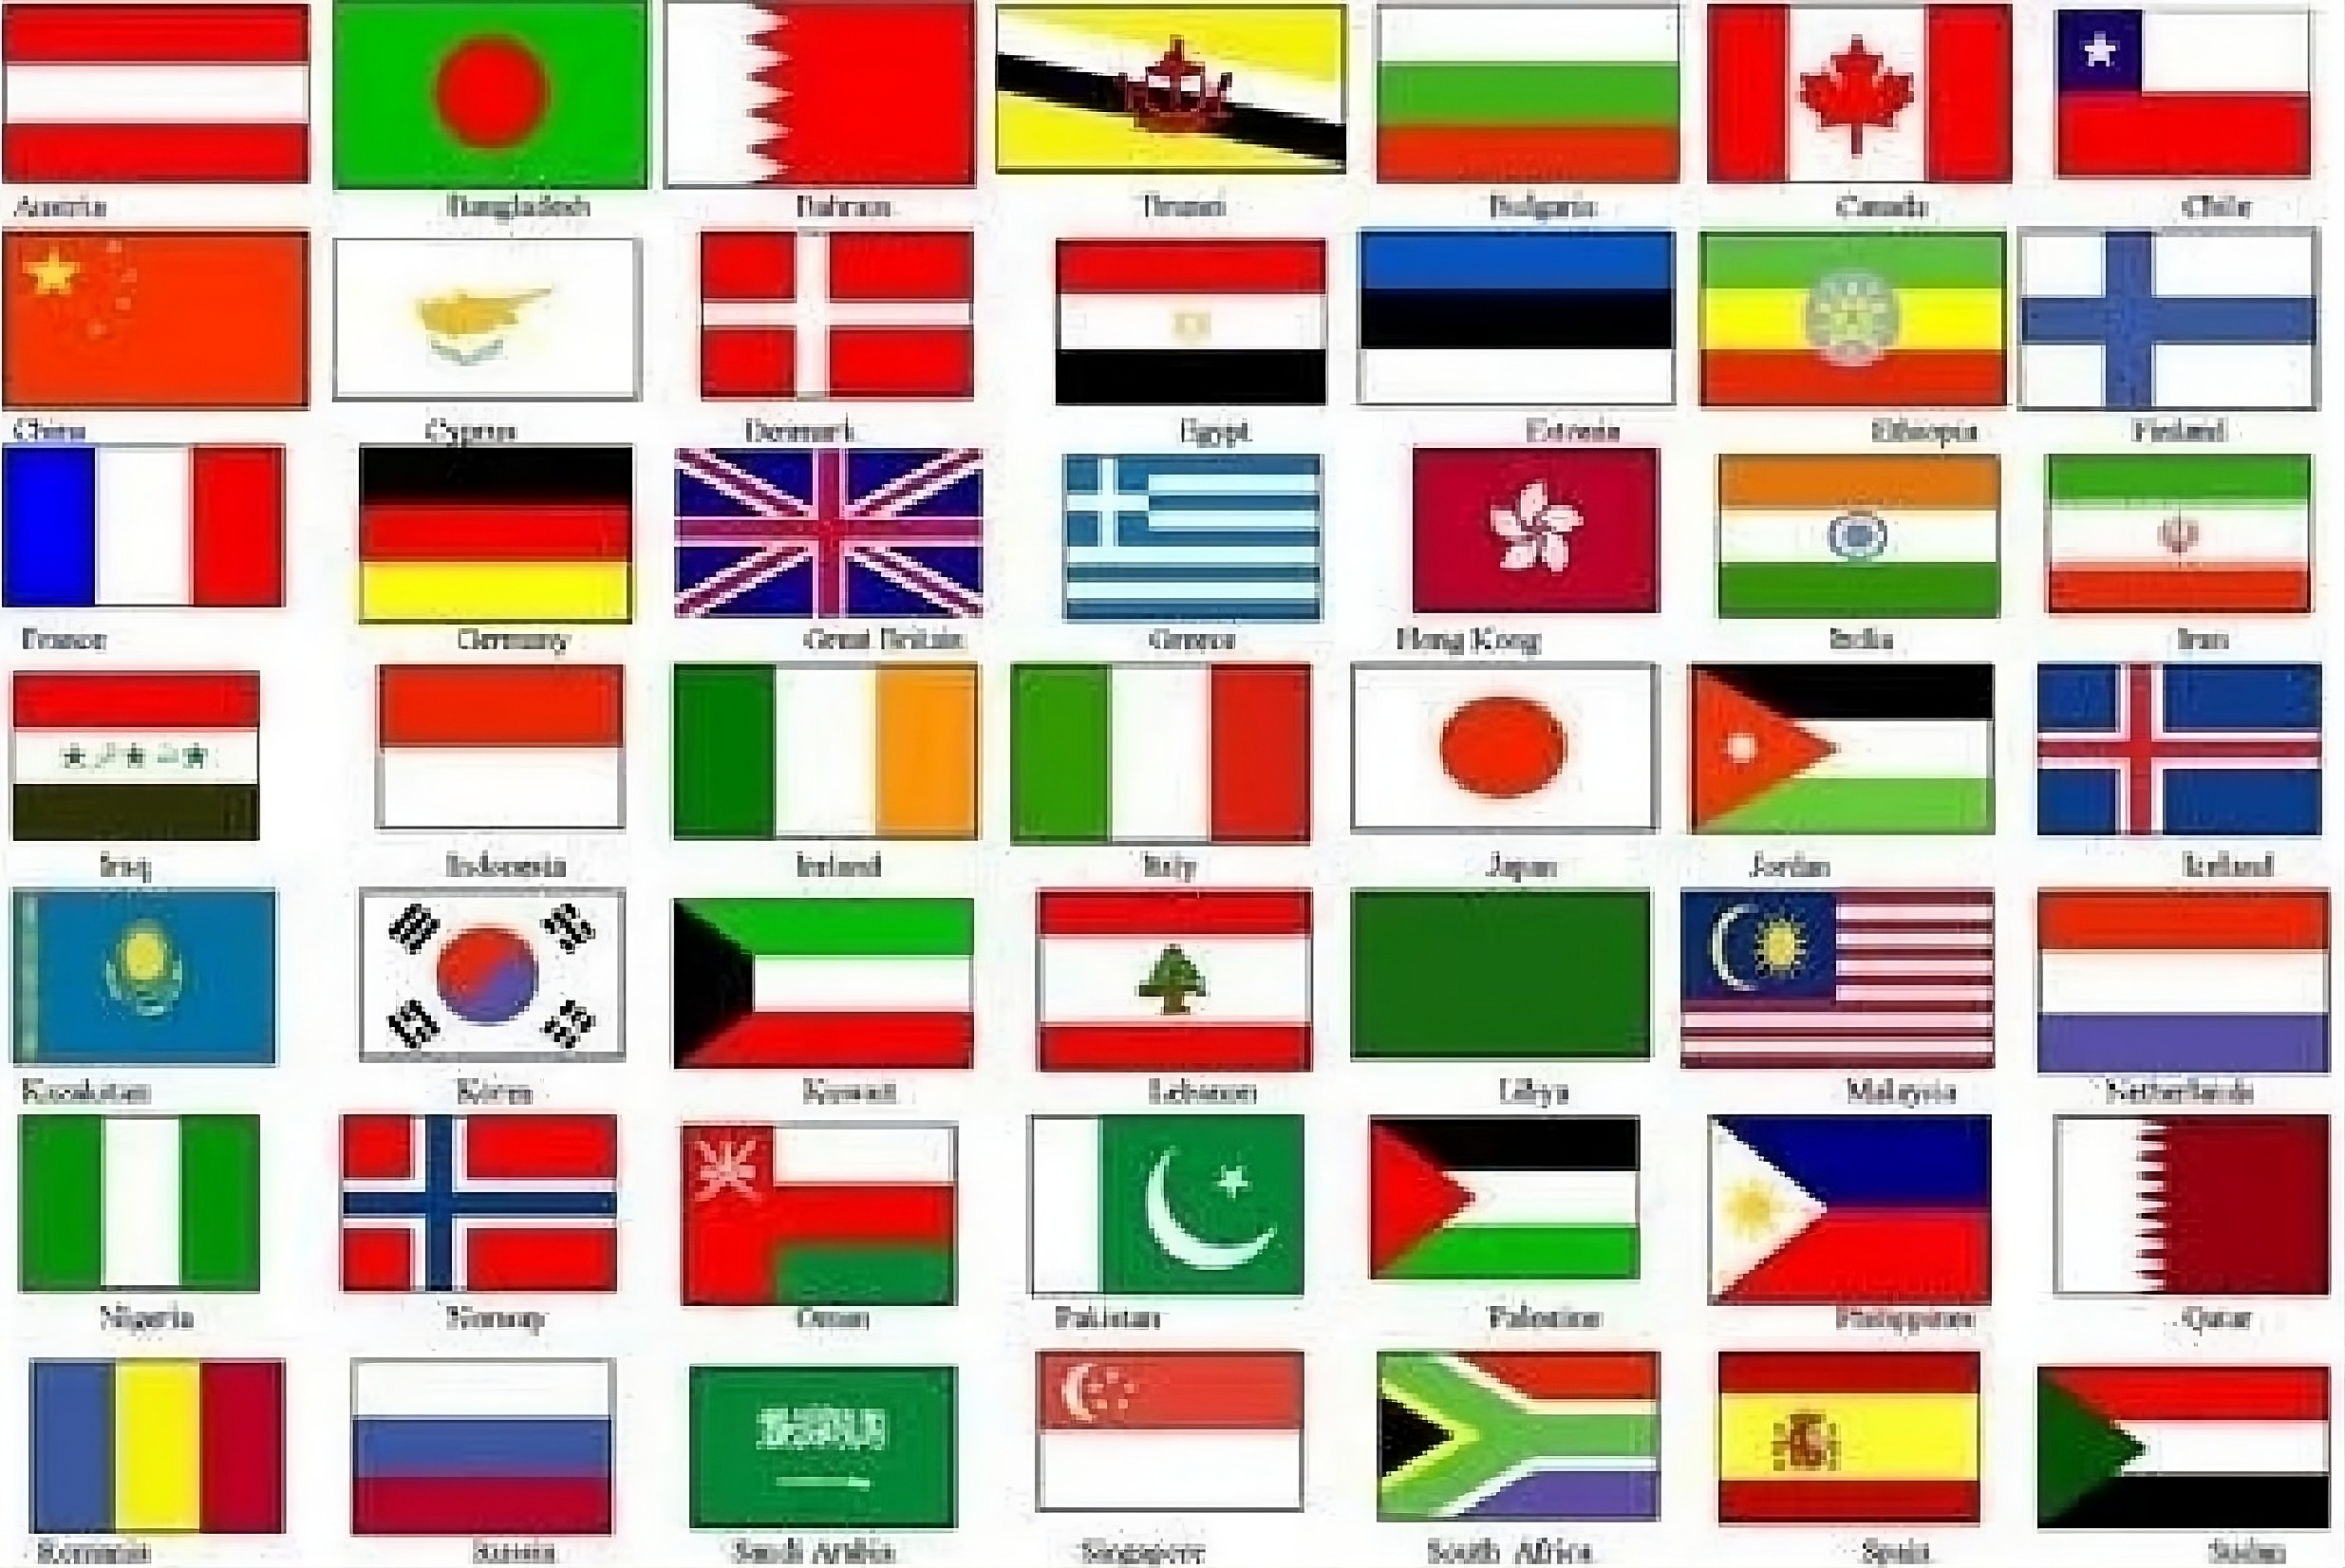 Austria Bangladesh Bahrain Brunei Bulgaria Canada Chile
China Cyprus Denmark Egypt Estonia Ethiopia Finland
France Germany Great Britain Greece Hong Kong India Iran
Iraq Indonesia Ireland Italy Japan Jordan Iceland
Korea Kuwait Lebanon Libya Malaysia Netherlands
Nigeria Norway Oman Pakistan Palestine Philippines Qatar
Romania Russia Saudi Arabia Singapore South Africa Spain Sudan